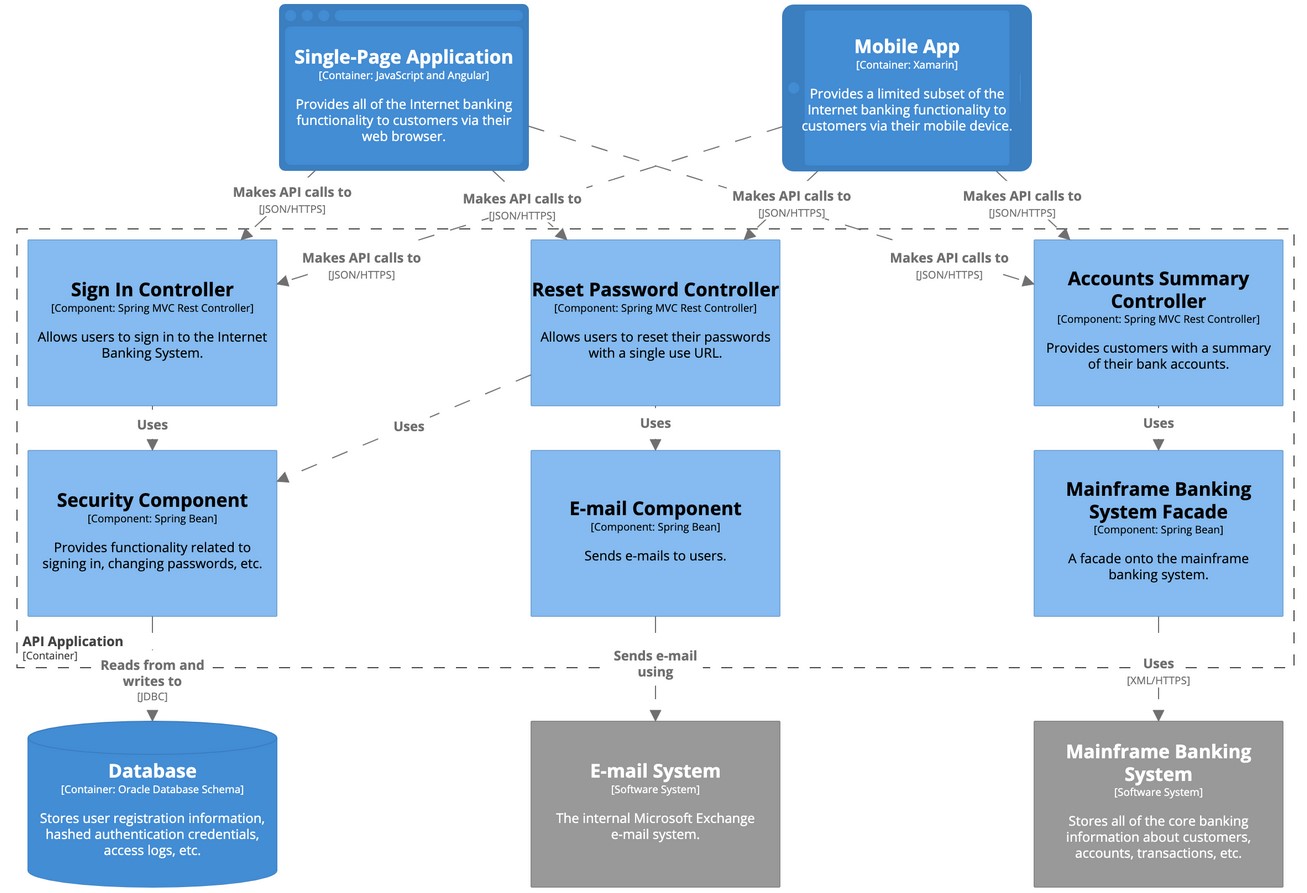 Single-Page Application
[Container: JavaScript and Angular]
Provides all of the Internet banking
functionality to customers via their
web browser.
Mobile App
[Container: Xamarin]
Provides a limited subset of the
Internet banking functionality to
customers via their mobile device.
Makes API calls to
[JSON/HTTPS]
Makes API calls to
[JSON/HTTPS]
Makes API calls to
[JSON/HTTPS]
Makes API calls to
[JSON/HTTPS]
Makes API calls to
[JSON/HTTPS]
Makes API calls to
[JSON/HTTPS]
Sign In Controller
[Component: Spring MVC Rest Controller]
Allows users to sign in to the Internet
Banking System.
Reset Password Controller
[Component: Spring MVC Rest Controller]
Allows users to reset their passwords
with a single use URL.
Accounts Summary
Controller
[Component: Spring MVC Rest Controller]
Provides customers with a summary
of their bank accounts.
Uses
Uses
Uses
Uses
Security Component
[Component: Spring Bean]
Provides functionality related to
signing in, changing passwords, etc.
E-mail Component
[Component: Spring Bean]
Sends e-mails to users.
Mainframe Banking
System Facade
[Component: Spring Bean]
A facade onto the mainframe
banking system.
API Application
[Container]
Reads from and
writes to
[JDBC]
Sends e-mail
using
Uses
[XML/HTTPS]
Database
[Container: Oracle Database Schema]
Stores user registration information,
hashed authentication credentials,
access logs, etc.
E-mail System
[Software System]
The internal Microsoft Exchange
e-mail system.
Mainframe Banking
System
[Software System]
Stores all of the core banking
information about customers,
accounts, transactions, etc.